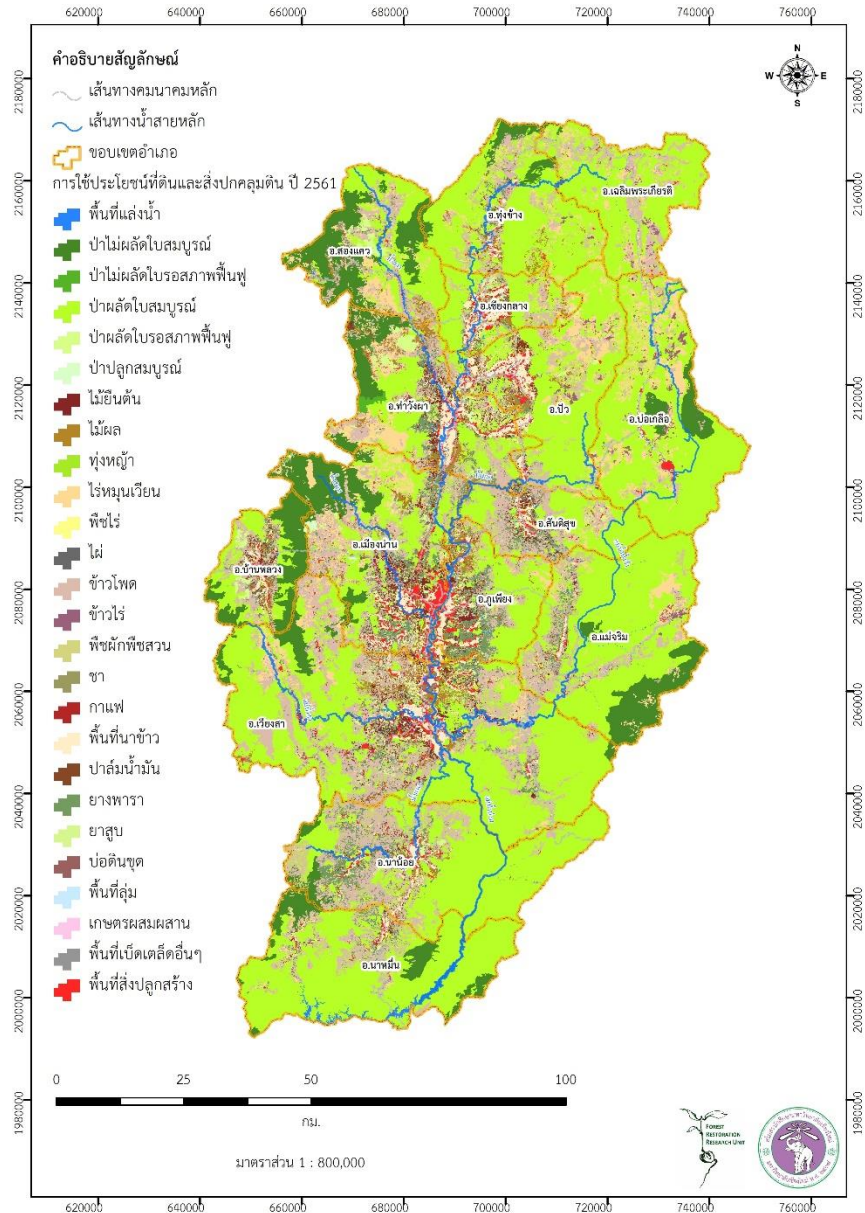 620000 640000 660000 680000 700000 720000 740000 760000
คำอธิบายสัญลักษณ์
เส้นทางคมนาคมหลัก
เส้นทางน้ำสายหลัก
ขอบเขตอำเภอ
การใช้ประโยชน์ที่ดินและสิ่งปกคลุมดิน ปี 2561
พื้นที่แหล่งน้ำ
ป่าไม่ผลัดใบสมบูรณ์
ป่าไม่ผลัดใบรอสภาพฟื้นฟู
ป่าผลัดใบสมบูรณ์
ป่าผลัดใบรอสภาพฟื้นฟู
ป่าปลูกสมบูรณ์
ไม้ยืนต้น
ไม้ผล
ทุ่งหญ้า
ไร่หมุนเวียน
พืชไร่
ไผ่
ข้าวโพด
ข้าวไร่
พืชผักพืชสวน
ชา
กาแฟ
พื้นที่นาข้าว
ปาล์มน้ำมัน
ยางพารา
ยาสูบ
บ่อดินขุด
พื้นที่ลุ่ม
เกษตรผสมผสาน
พื้นที่เบ็ดเตล็ดอื่นๆ
พื้นที่สิ่งปลูกสร้าง
N
W E
S
อ.เฉลิมพระเกียรติ
อ.ทุ่งช้าง
อ.สองแคว
อ.เชียงกลาง
อ.ท่าวังผา
อ.ปัว
อ.บ่อเกลือ
อ.สันติสุข
อ.เมืองน่าน
อ.บ้านหลวง
อ.ภูเพียง
อ.แม่จริม
อ.เวียงสา
อ.นาน้อย
อ.นาหมื่น
2180000
2160000
2140000
2120000
2100000
2080000
2060000
2040000
2020000
2000000
1980000
2180000
2160000
2140000
2120000
2100000
2080000
2060000
2040000
2020000
2000000
1980000
0 25 50 100
กม.
มาตราส่วน 1 : 800,000
FOREST
RESTORATION
RESEARCH UNIT
620000 640000 660000 680000 700000 720000 740000 760000